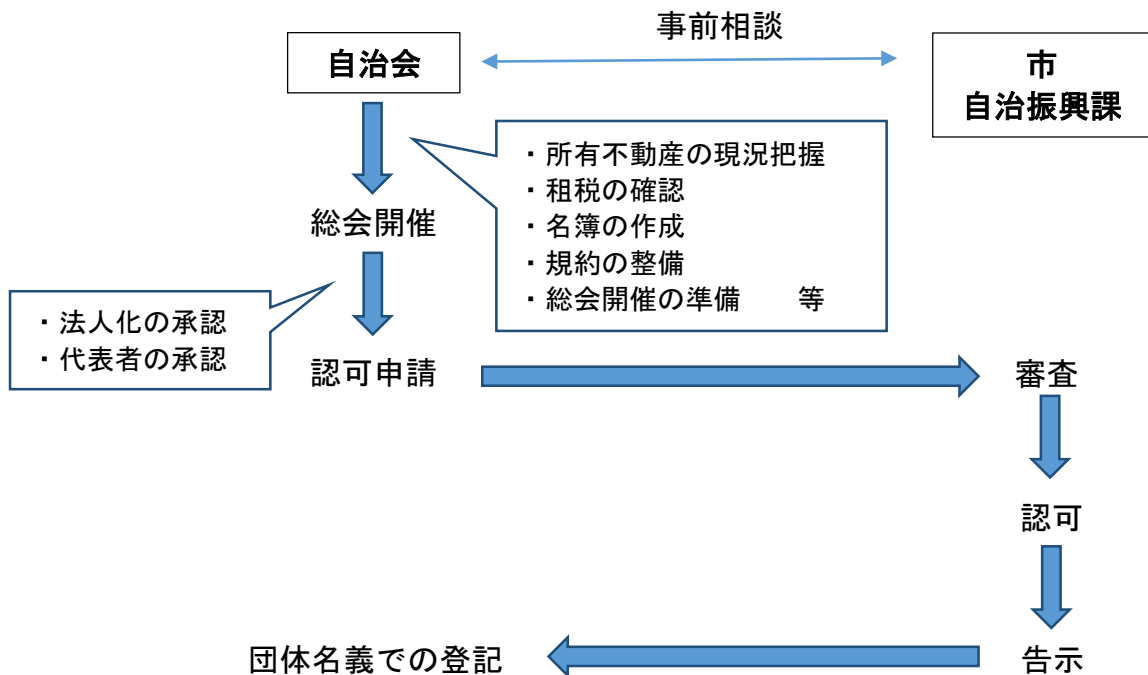 事前相談
自治会
市
自治振興課
・所有不動産の現況把握
・租税の確認
・名簿の作成
・規約の整備
・総会開催の準備　　等
総会開催
・法人化の承認
・代表者の承認
認可申請
審査
認可
告示
団体名義での登記